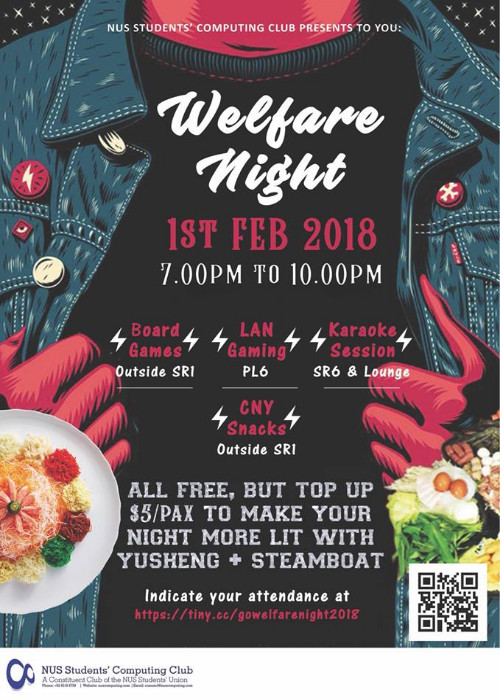 NUS STUDENTS' COMPUTING CLUB PRESENTS TO YOU:
Welfare
Night
1ST FEB 2018
7.00PM TO 10.00PM
Board
Games
Outside SR1
LAN
Gaming
PL6
Karaoke
Session
SR6 & Lounge
CNY
Snacks
Outside SR1
ALL FREE, BUT TOP UP
$5/PAX TO MAKE YOUR
NIGHT MORE LIT WITH
YUSHENG + STEAMBOAT
Indicate your attendance at
https://tiny.cc/gowelfarenight2018
NUS Students' Computing Club
A Constituent Club of the NUS Students' Union